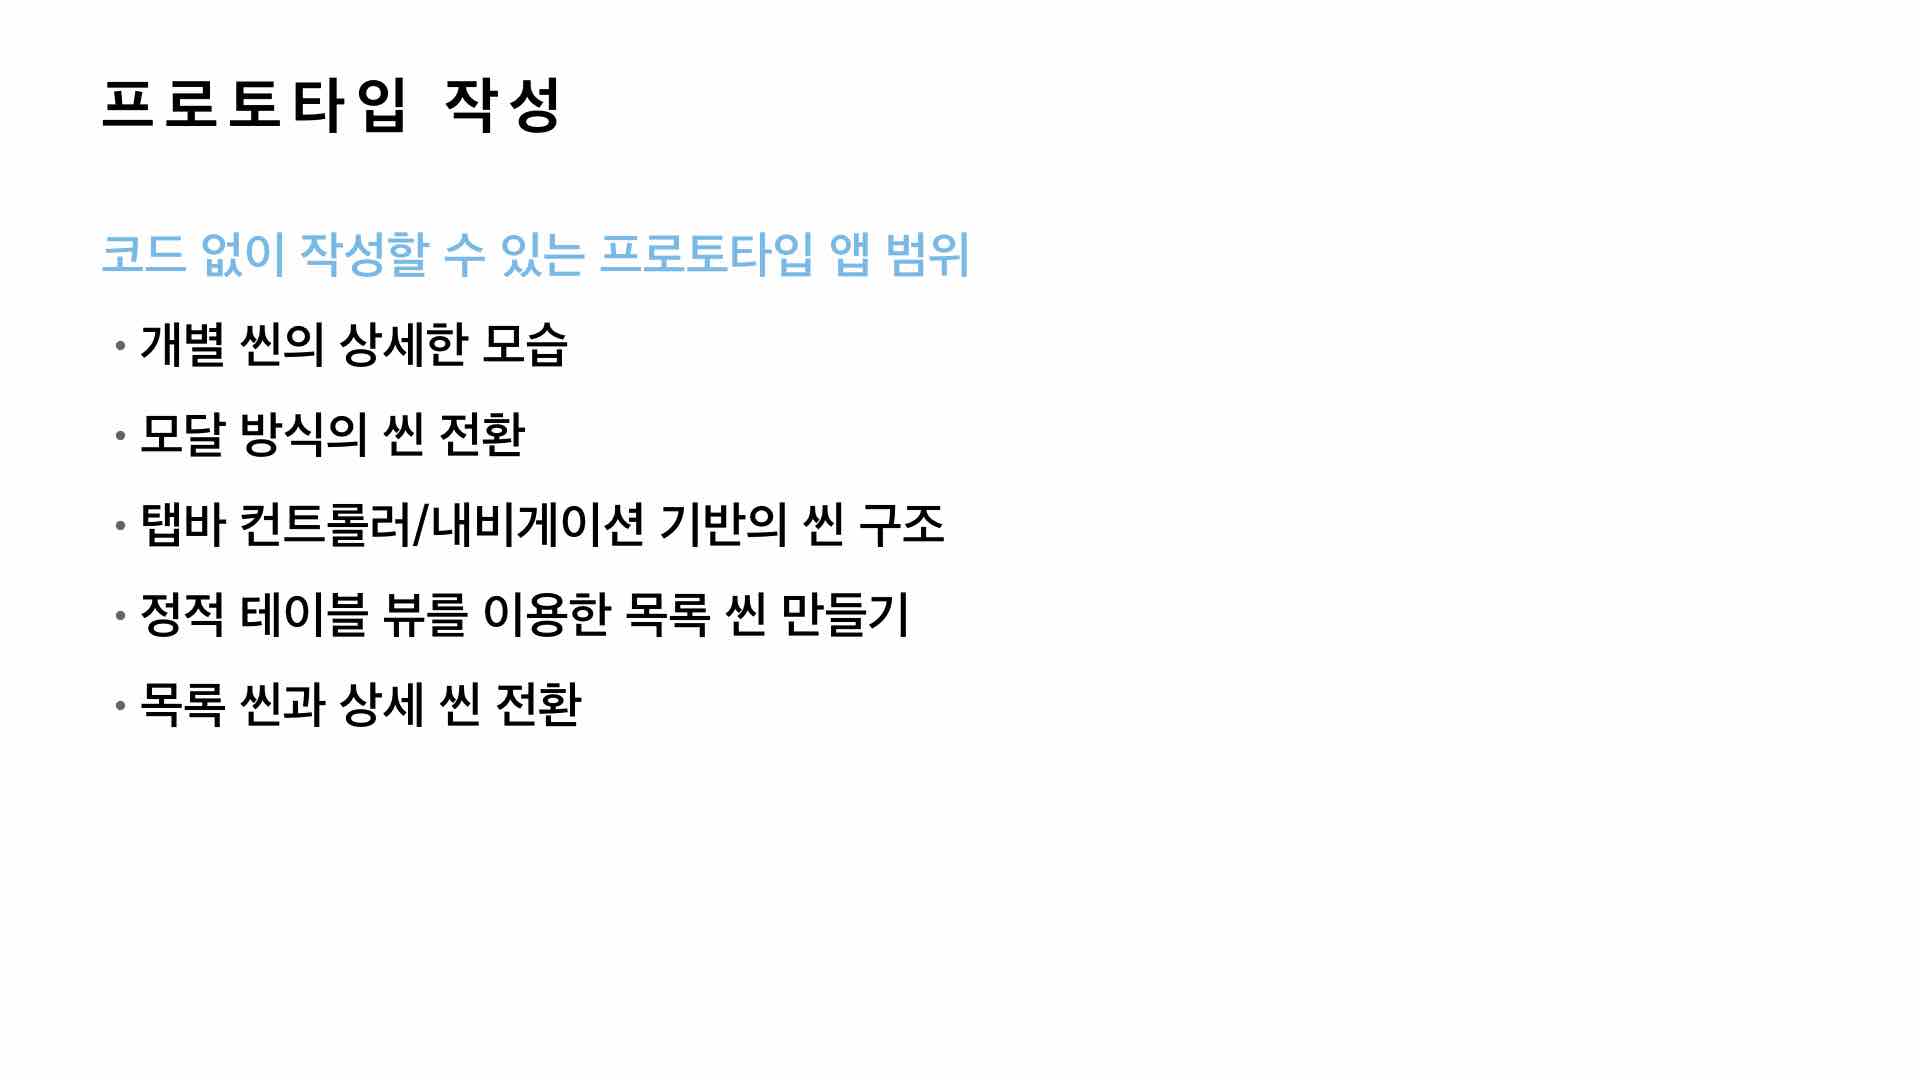 프로토타입 작성
코드 없이 작성할 수 있는 프로토타입 앱 범위
• 개별 씬의 상세한 모습
• 모달 방식의 씬 전환
• 탭바 컨트롤러/내비게이션 기반의 씬 구조
• 정적 테이블 뷰를 이용한 목록 씬 만들기
• 목록 씬과 상세 씬 전환